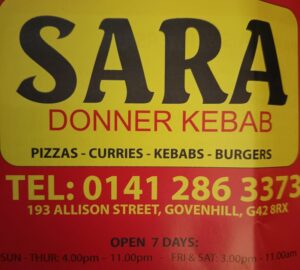 SARA
DONNER KEBAB
PIZZAS - CURRIES - KEBABS - BURGERS
TEL: 0141 286 3373
193 ALLISON STREET, GOVENHILL, G42 8RX
OPEN 7 DAYS:
SUN - THUR: 4.00pm - 11.00pm - FRI & SAT: 3.00pm - 11.00am